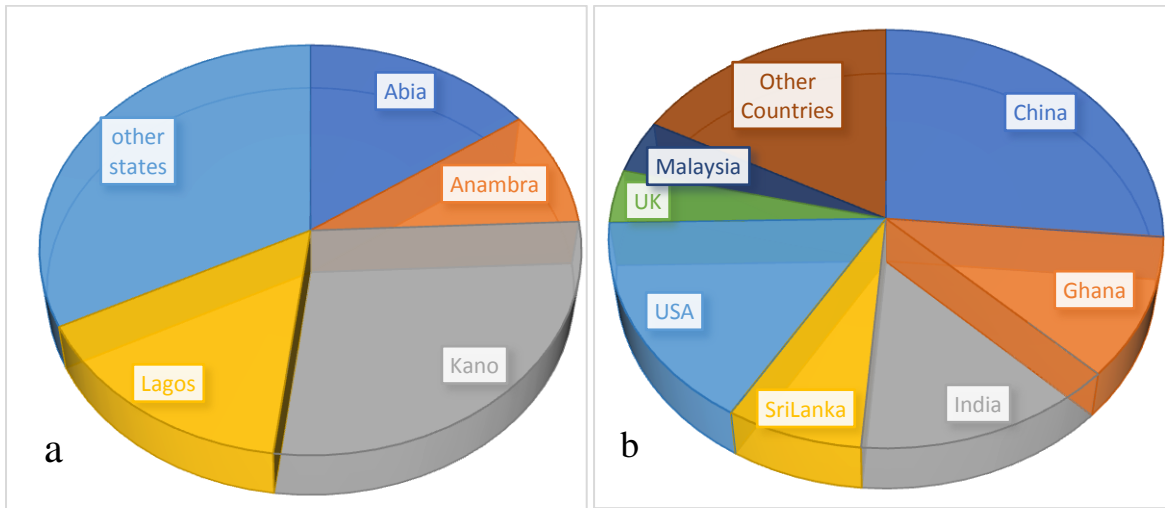 Abia
other
states
Anambra
Kano
Lagos
a
Other
Countries
China
Malaysia
UK
Ghana
USA
SriLanka
India
b